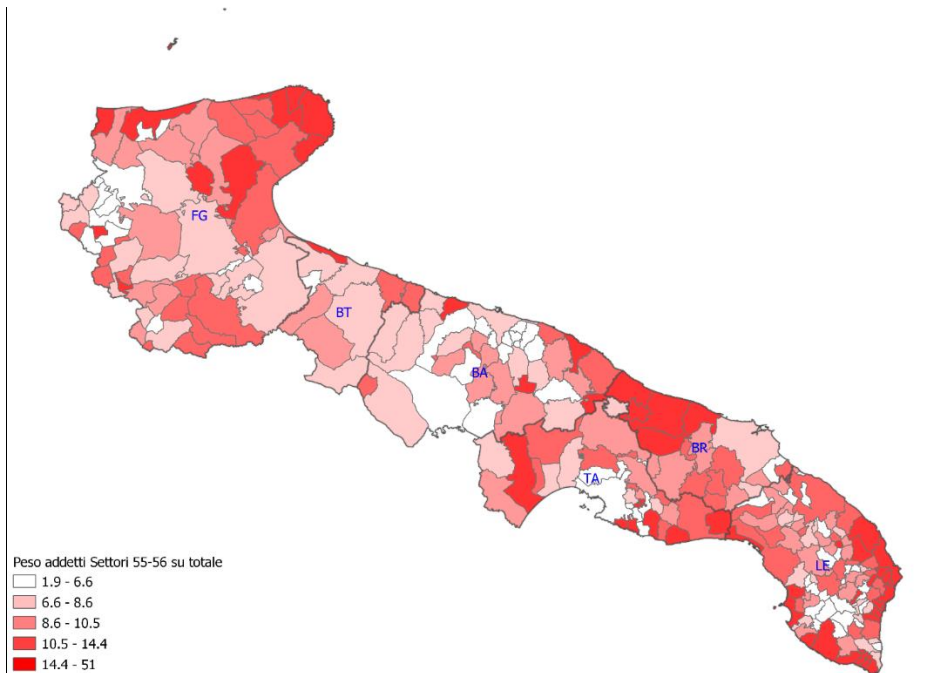 FG
BT
BA
BR
TA
LE
Peso addetti Settori 55-56 su totale
1.9 - 6.6
6.6 - 8.6
8.6 - 10.5
10.5 - 14.4
14.4 - 51